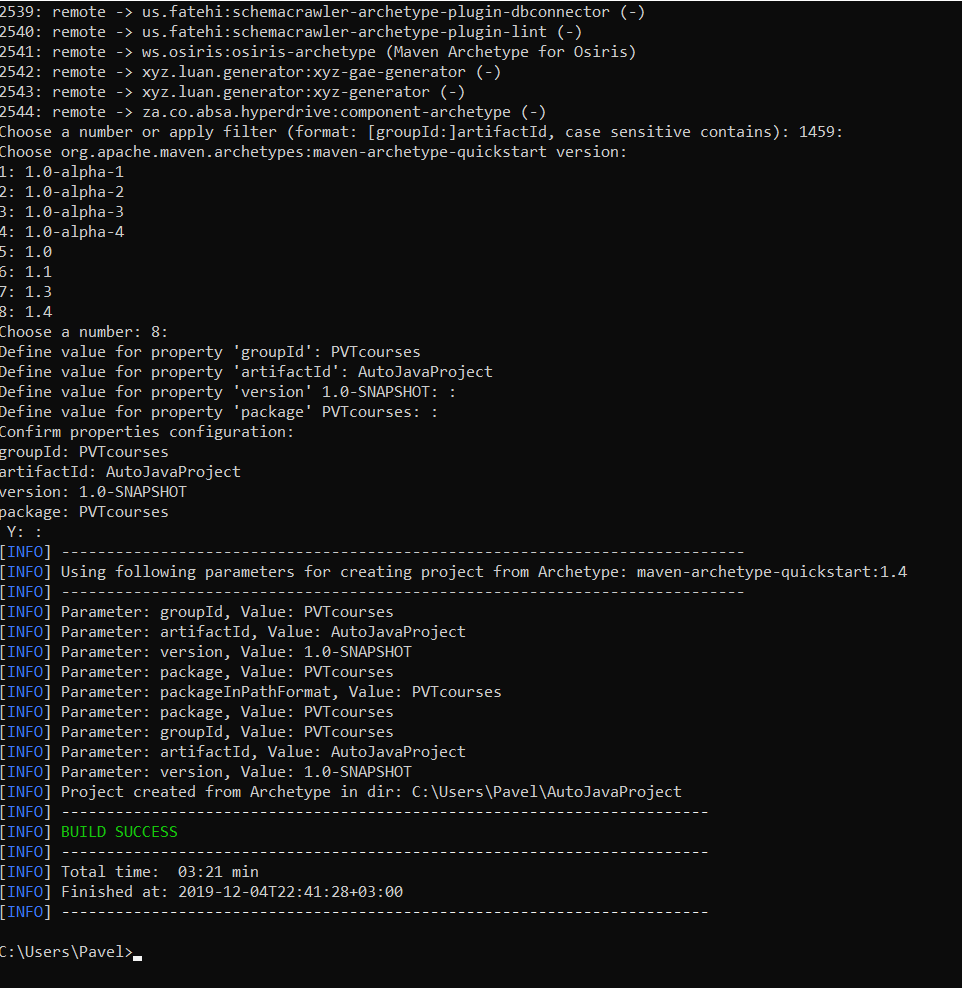 2539: remote -> us.fatehi:schemacrawler-archetype-plugin-dbconnector (-)
2540: remote -> us.fatehi:schemacrawler-archetype-plugin-lint (-)
2541: remote -> ws.osiris:osiris-archetype (Maven Archetype for Osiris)
2542: remote -> xyz.luan.generator:xyz-gae-generator (-)
2543: remote -> xyz.luan.generator:xyz-generator (-)
2544: remote -> za.co.absa.hyperdrive:component-archetype (-)
Choose a number or apply filter (format: [groupId:]artifactId, case sensitive contains): 1459:
Choose org.apache.maven.archetypes:maven-archetype-quickstart version:
1: 1.0-alpha-1
2: 1.0-alpha-2
3: 1.0-alpha-3
4: 1.0-alpha-4
5: 1.0
6: 1.1
7: 1.3
8: 1.4
Choose a number: 8:
Define value for property 'groupId': PVTcourses
Define value for property 'artifactId': AutoJavaProject
Define value for property 'version' 1.0-SNAPSHOT: :
Define value for property 'package' PVTcourses: :
Confirm properties configuration:
groupId: PVTcourses
artifactId: AutoJavaProject
version: 1.0-SNAPSHOT
package: PVTcourses
 Y: :
[INFO] ----------------------------------------------------------------------------
[INFO] Using following parameters for creating project from Archetype: maven-archetype-quickstart:1.4
[INFO] ----------------------------------------------------------------------------
[INFO] Parameter: groupId, Value: PVTcourses
[INFO] Parameter: artifactId, Value: AutoJavaProject
[INFO] Parameter: version, Value: 1.0-SNAPSHOT
[INFO] Parameter: package, Value: PVTcourses
[INFO] Parameter: packageInPathFormat, Value: PVTcourses
[INFO] Parameter: package, Value: PVTcourses
[INFO] Parameter: groupId, Value: PVTcourses
[INFO] Parameter: artifactId, Value: AutoJavaProject
[INFO] Parameter: version, Value: 1.0-SNAPSHOT
[INFO] Project created from Archetype in dir: C:\Users\Pavel\AutoJavaProject
[INFO] ------------------------------------------------------------------------
[INFO] BUILD SUCCESS
[INFO] ------------------------------------------------------------------------
[INFO] Total time:  03:21 min
[INFO] Finished at: 2019-12-04T22:41:28+03:00
[INFO] ------------------------------------------------------------------------
C:\Users\Pavel>